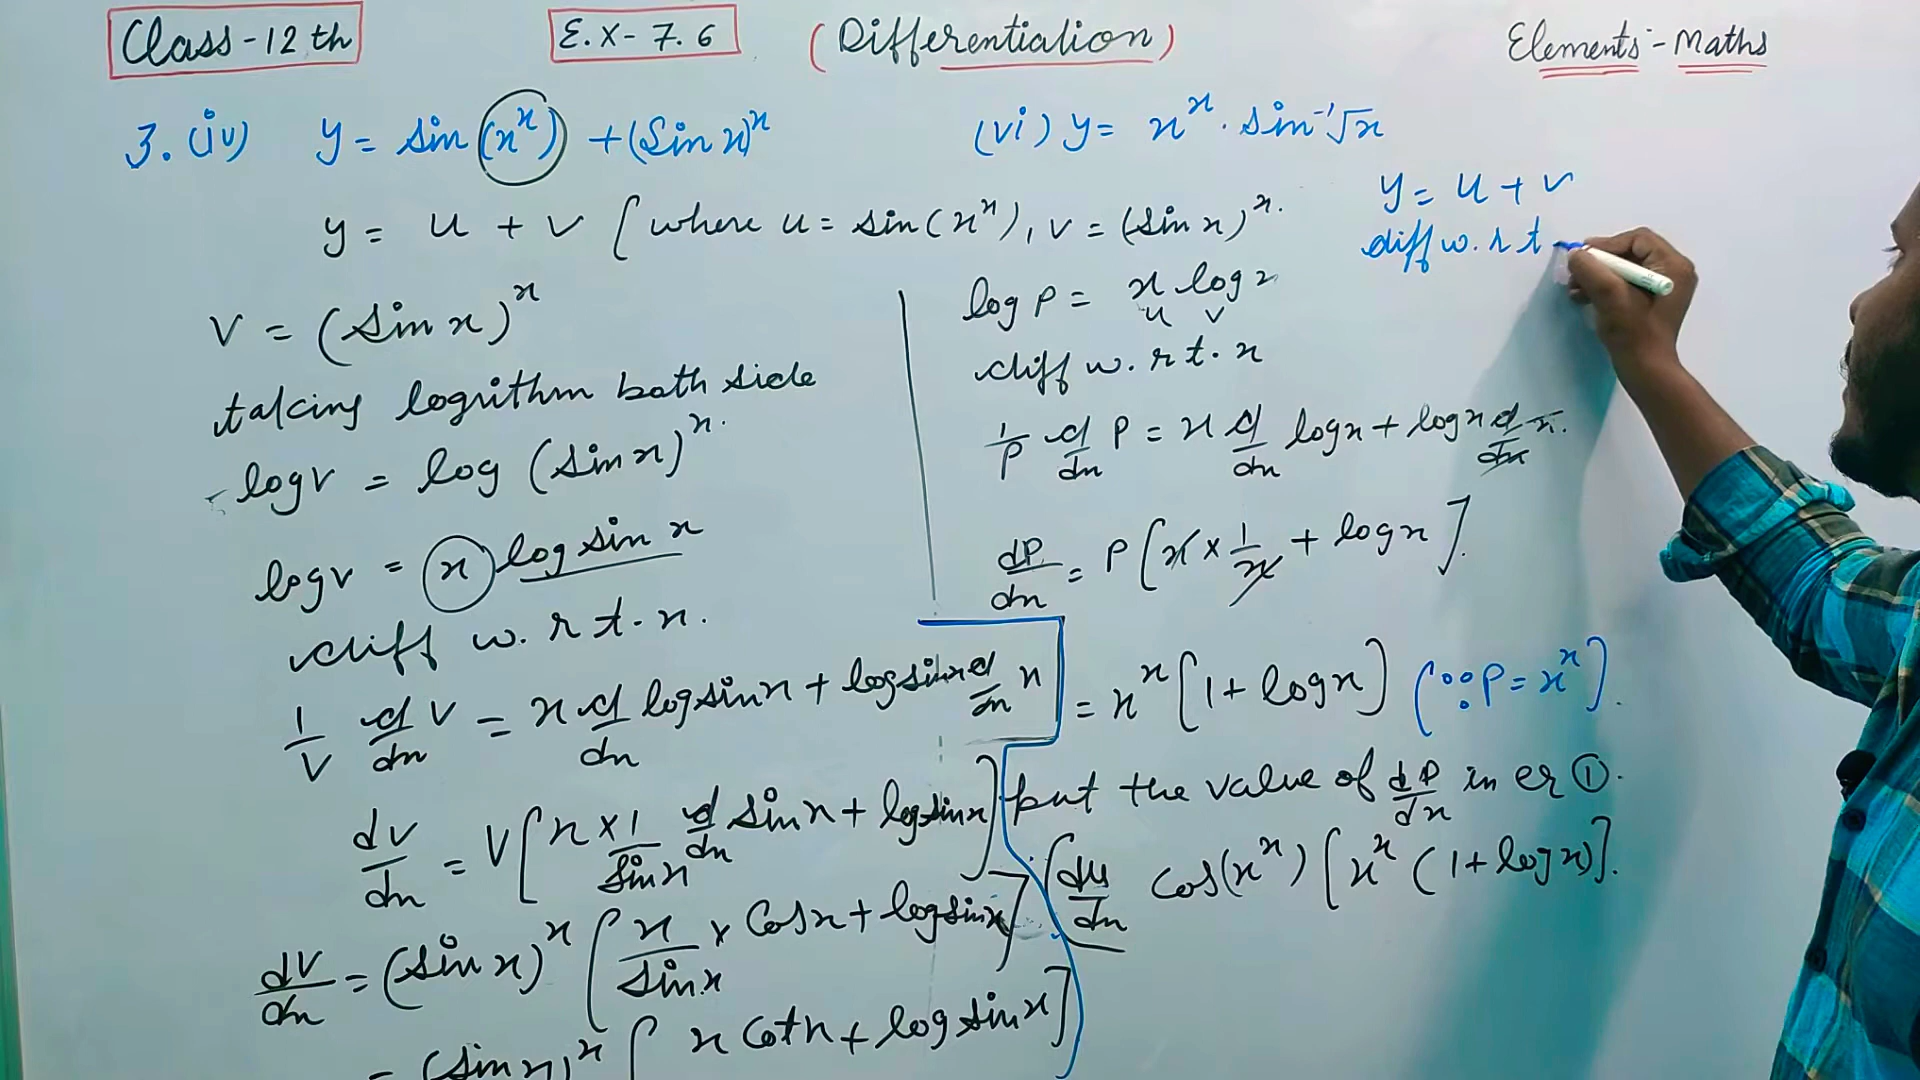 Class-12th
E.X-7.6
(Differentiation)
Elements-Maths
3. (iv) y = sin (x^x) + (Sin x)^x
y = u + v [where u = sin(x^x), v = (sin x)^x.
v = (sin x)^x
talcing logrithm both side
log v = log (sin x)^x.
log v = x log sin x
diff w.r t. x.
1/v d/dx v = x d/dx log sin x + log sin x d/dx x
dv/dx = v [x × 1/sin x d/dx sin x + log sin x]
dv/dx = (sin x)^x [x/sin x × Cos x + log sin x]
= (sin x)^x [x Cot x + log sin x]
(vi) y = x^x . sin^-1 √x
log P = x log x
u v
diff w. r t. x
1/P d/dx P = x d/dx log x + log x d/dx x.
dP/dx = P [x × 1/x + log x].
= x^x [1 + log x] (∵ P = x^x).
put the value of dP/dx in er ①.
du/dx Cos(x^x) [x^x (1 + log x)].
y = u + v
diff w. r t